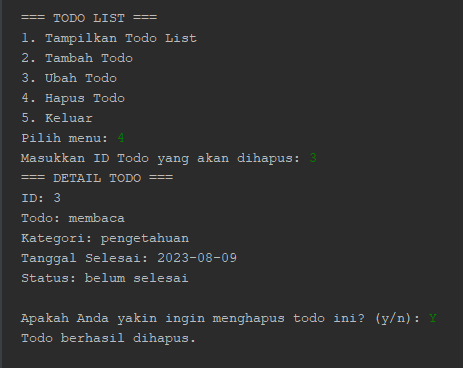 === TODO LIST ===
1. Tampilkan Todo List
2. Tambah Todo
3. Ubah Todo
4. Hapus Todo
5. Keluar
Pilih menu: 4
Masukkan ID Todo yang akan dihapus: 3
=== DETAIL TODO ===
ID: 3
Todo: membaca
Kategori: pengetahuan
Tanggal Selesai: 2023-08-09
Status: belum selesai
Apakah Anda yakin ingin menghapus todo ini? (y/n): Y
Todo berhasil dihapus.